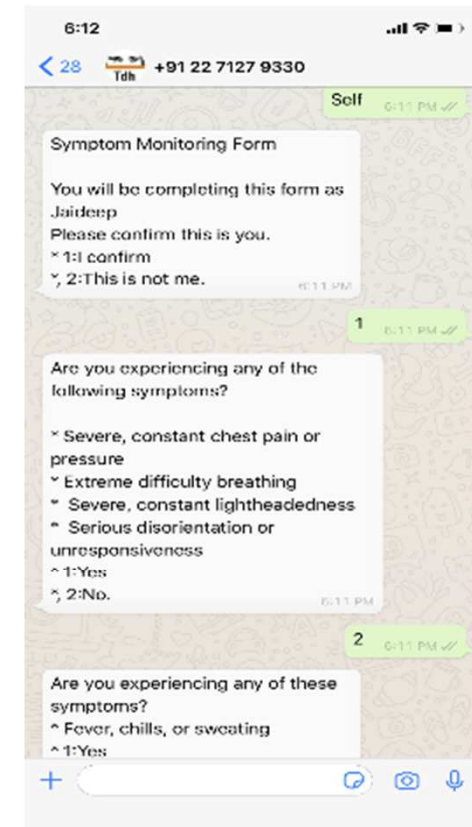 6:12
28 Tdh +91 22 7127 9330
Self 6:11 PM
Symptom Monitoring Form
You will be completing this form as
Jaideep
Please confirm this is you.
* 1:I confirm
*, 2:This is not me. 6:11 PM
1 6:11 PM
Are you experiencing any of the
following symptoms?
* Severe, constant chest pain or
pressure
* Extreme difficulty breathing
* Severe, constant lightheadedness
* Serious disorientation or
unresponsiveness
* 1:Yes
*, 2:No. 6:11 PM
2 6:11 PM
Are you experiencing any of these
symptoms?
* Fever, chills, or sweating
* 1:Yes